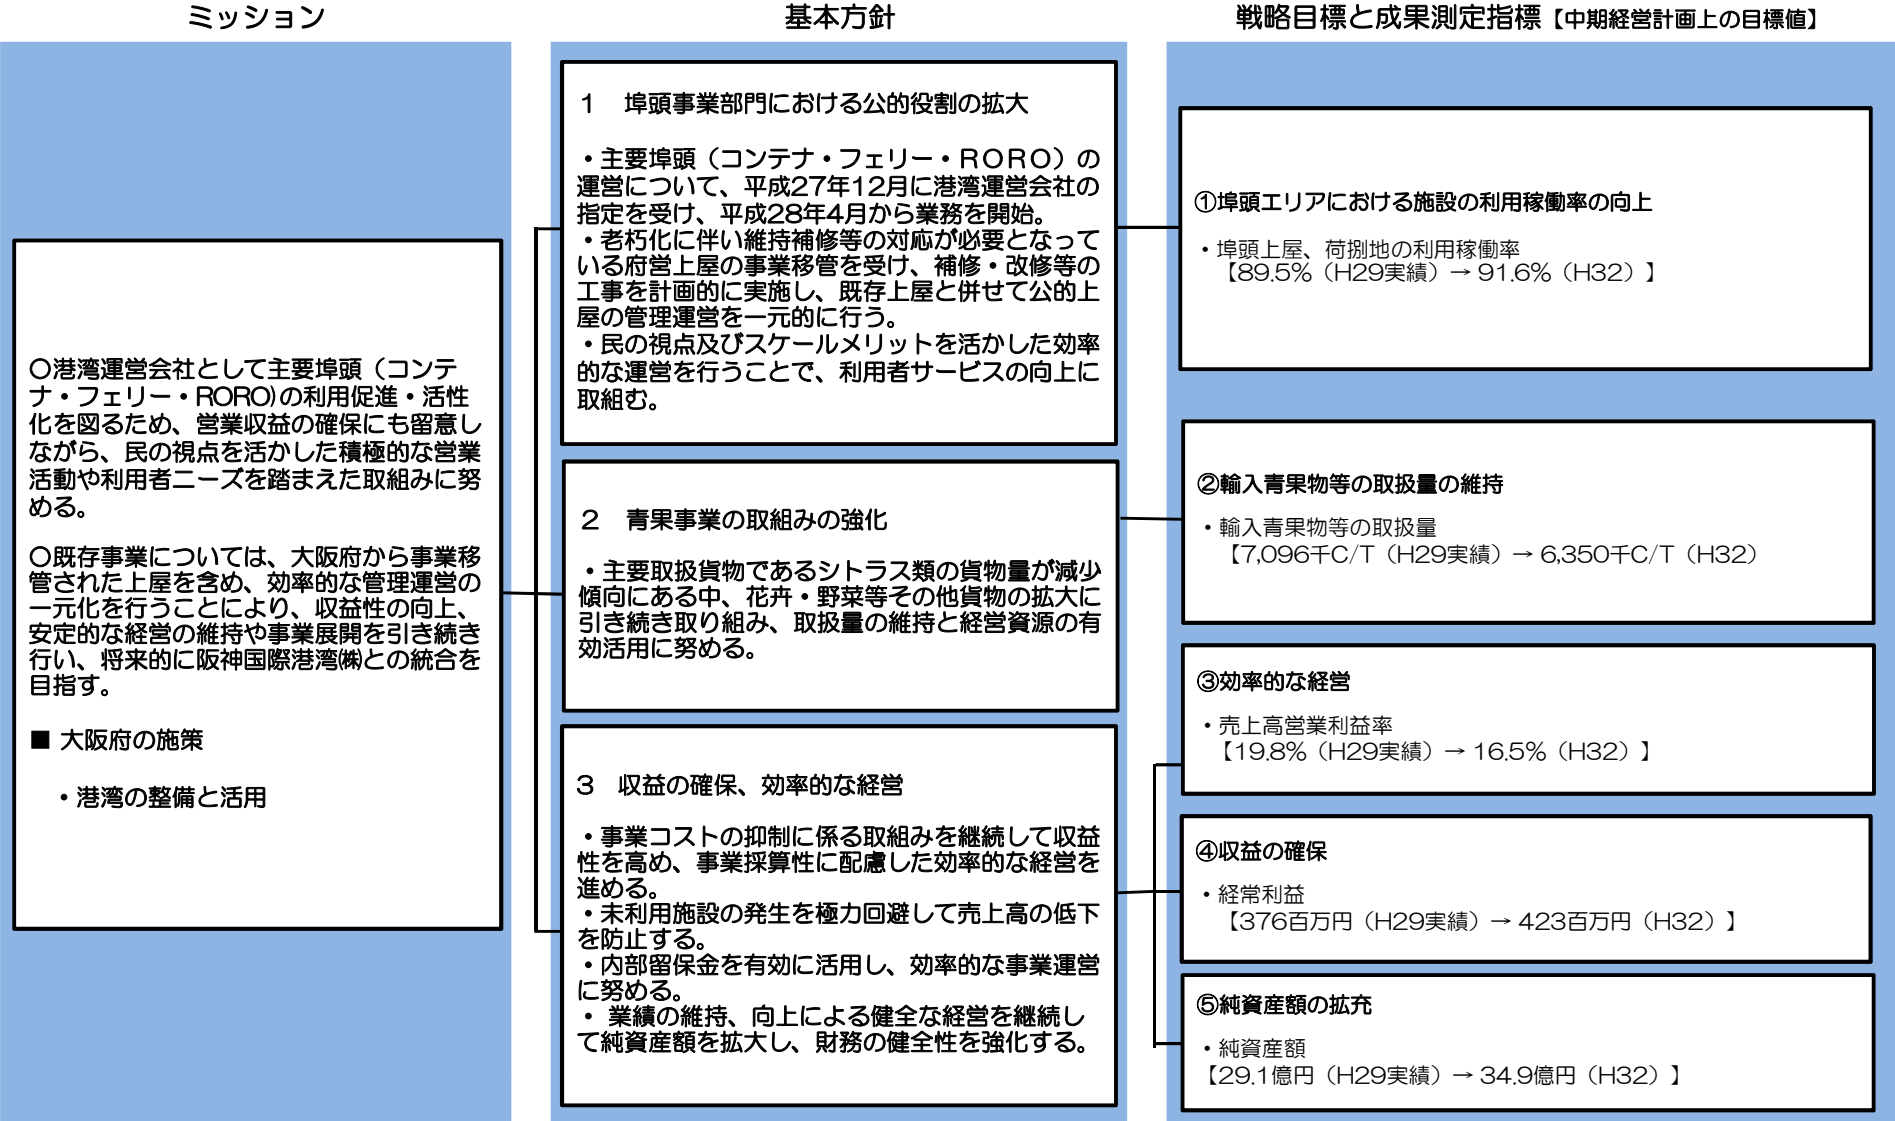 ミッション
〇港湾運営会社として主要埠頭（コンテ
ナ・フェリー・RORO)の利用促進・活性
化を図るため、営業収益の確保にも留意し
ながら、民の視点を活かした積極的な営業
活動や利用者ニーズを踏まえた取組みに努
める。
〇既存事業については、大阪府から事業移
管された上屋を含め、効率的な管理運営の
一元化を行うことにより、収益性の向上、
安定的な経営の維持や事業展開を引き続き
行い、将来的に阪神国際港湾㈱との統合を
目指す。
■ 大阪府の施策
・港湾の整備と活用
基本方針
１　埠頭事業部門における公的役割の拡大
・主要埠頭（コンテナ・フェリー・ＲＯＲＯ）の
運営について、平成27年12月に港湾運営会社の
指定を受け、平成28年4月から業務を開始。
・老朽化に伴い維持補修等の対応が必要となって
いる府営上屋の事業移管を受け、補修・改修等の
工事を計画的に実施し、既存上屋と併せて公的上
屋の管理運営を一元的に行う。
・民の視点及びスケールメリットを活かした効率
的な運営を行うことで、利用者サービスの向上に
取組む。
２　青果事業の取組みの強化
・主要取扱貨物であるシトラス類の貨物量が減少
傾向にある中、花卉・野菜等その他貨物の拡大に
引き続き取り組み、取扱量の維持と経営資源の有
効活用に努める。
３　収益の確保、効率的な経営
・事業コストの抑制に係る取組みを継続して収益
性を高め、事業採算性に配慮した効率的な経営を
進める。
・未利用施設の発生を極力回避して売上高の低下
を防止する。
・内部留保金を有効に活用し、効率的な事業運営
に努める。
・ 業績の維持、向上による健全な経営を継続し
て純資産額を拡大し、財務の健全性を強化する。
戦略目標と成果測定指標【中期経営計画上の目標値】
①埠頭エリアにおける施設の利用稼働率の向上
・埠頭上屋、荷捌地の利用稼働率
【89.5%（H29実績）→ 91.6%（H32）】
②輸入青果物等の取扱量の維持
・輸入青果物等の取扱量
【7,096千C/T（H29実績）→ 6,350千C/T（H32）
③効率的な経営
・売上高営業利益率
【19.8%（H29実績）→ 16.5%（H32）】
④収益の確保
・経常利益
【376百万円（H29実績）→ 423百万円（H32）】
⑤純資産額の拡充
・純資産額
【29.1億円（H29実績）→ 34.9億円（H32）】